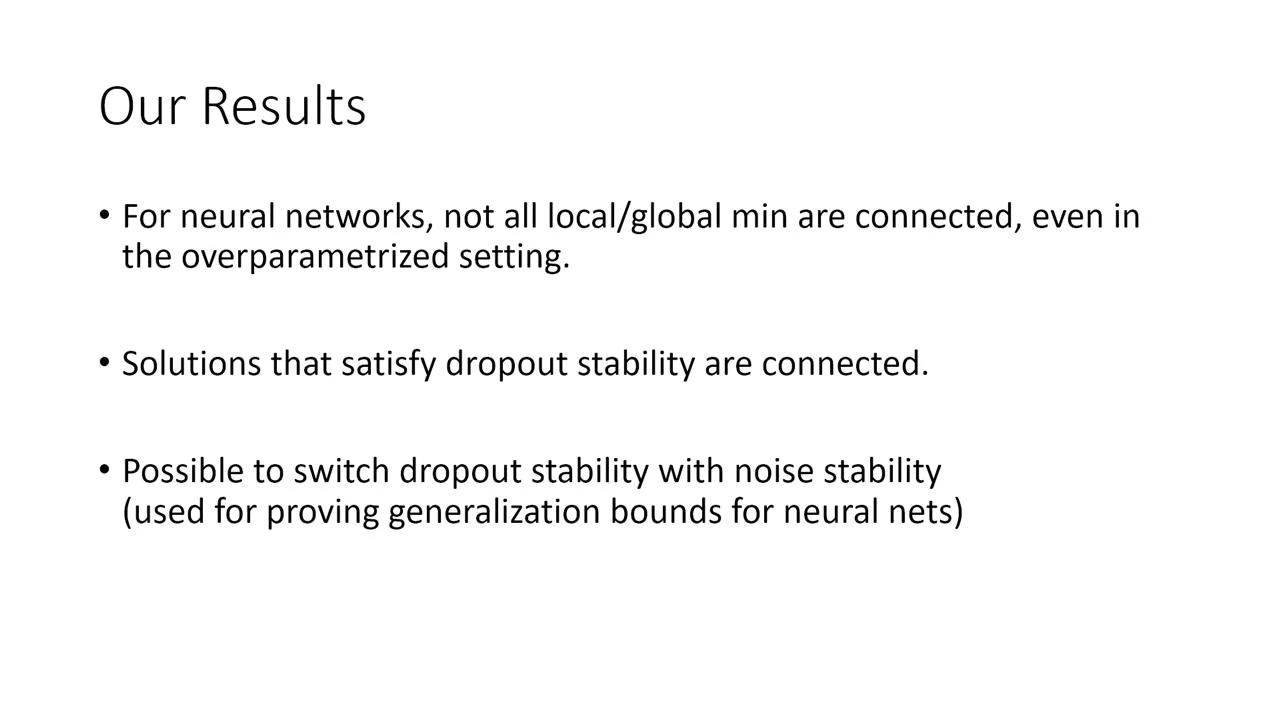 Our Results
• For neural networks, not all local/global min are connected, even in
the overparametrized setting.
• Solutions that satisfy dropout stability are connected.
• Possible to switch dropout stability with noise stability
(used for proving generalization bounds for neural nets)